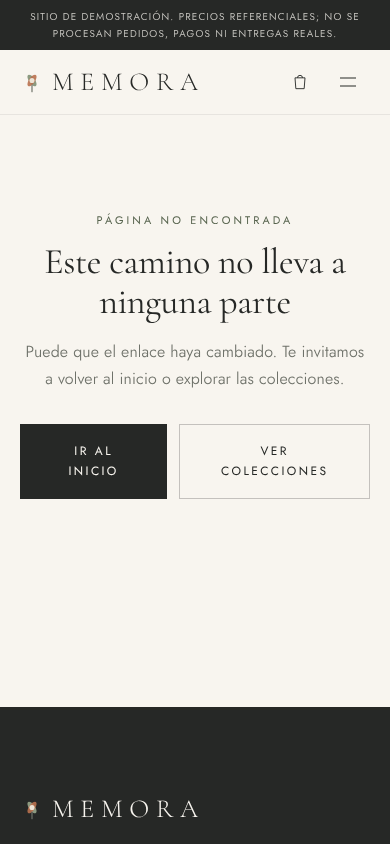 SITIO DE DEMOSTRACIÓN. PRECIOS REFERENCIALES; NO SE
PROCESAN PEDIDOS, PAGOS NI ENTREGAS REALES.
MEMORA
PÁGINA NO ENCONTRADA
Este camino no lleva a
ninguna parte
Puede que el enlace haya cambiado. Te invitamos
a volver al inicio o explorar las colecciones.
IR AL
INICIO
VER
COLECCIONES
MEMORA